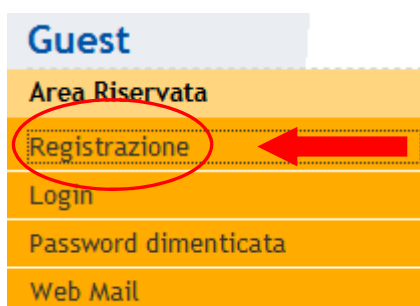 Guest
Area Riservata
Registrazione
Login
Password dimenticata
Web Mail